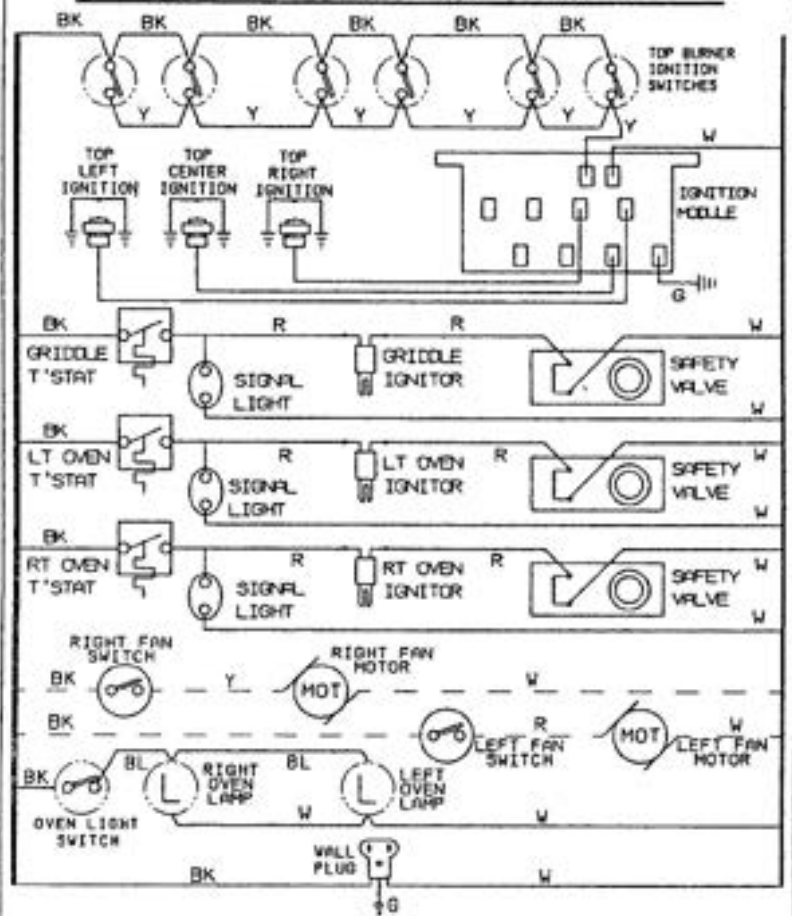 BK BK BK BK BK
TOP BURNER
IGNITION
SWITCHES
Y Y Y Y Y Y
W
TOP
LEFT
IGNITION
TOP
CENTER
IGNITION
TOP
RIGHT
IGNITION
IGNITION
MODULE
G
BK R R W
GRIDDLE
T'STAT
SIGNAL
LIGHT
GRIDDLE
IGNITOR
SAFETY
VALVE
W
BK R R W
LT OVEN
T'STAT
SIGNAL
LIGHT
LT OVEN
IGNITOR
SAFETY
VALVE
W
BK R R W
RT OVEN
T'STAT
SIGNAL
LIGHT
RT OVEN
IGNITOR
SAFETY
VALVE
W
RIGHT FAN
SWITCH
RIGHT FAN
MOTOR
BK Y MOT W
BK R MOT W
LEFT FAN
SWITCH
LEFT FAN
MOTOR
BK BL L BL L
RIGHT
OVEN
LAMP
LEFT
OVEN
LAMP
W W
OVEN LIGHT
SWITCH
WALL
PLUG
BK W
G